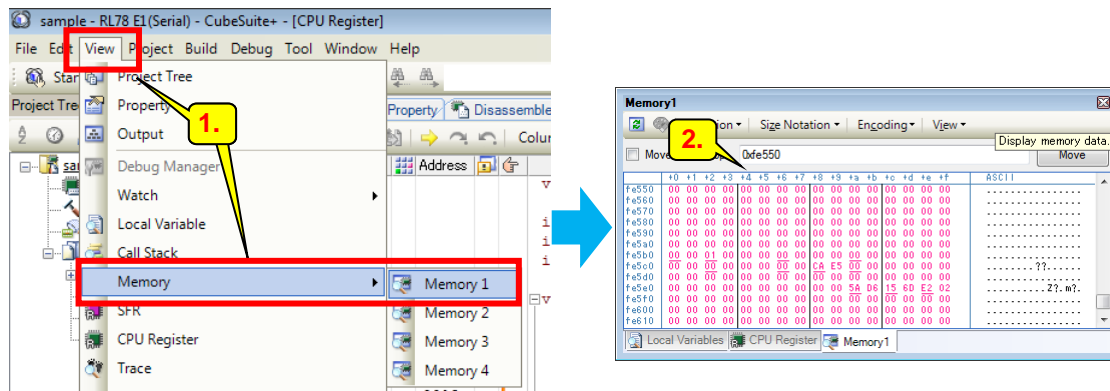 sample - RL78 E1(Serial) - CubeSuite+ - [CPU Register]
File Edit View Project Build Debug Tool Window Help
Star
Project Tree
Project Tre
Property
Output
Debug Manager
Watch
Local Variable
Call Stack
Memory
SFR
CPU Register
Trace
1.
Property Disassemble
Colur
Address
Memory 1
Memory 2
Memory 3
Memory 4
Memory1
2.
Size Notation Encoding View
Display memory data.
Mov 0xfe550 Move
+0 +1 +2 +3 +4 +5 +6 +7 +8 +9 +a +b +c +d +e +f ASCII
fe550 00 00 00 00 00 00 00 00 00 00 00 00 00 00 00 00 ................
fe560 00 00 00 00 00 00 00 00 00 00 00 00 00 00 00 00 ................
fe570 00 00 00 00 00 00 00 00 00 00 00 00 00 00 00 00 ................
fe580 00 00 00 00 00 00 00 00 00 00 00 00 00 00 00 00 ................
fe590 00 00 00 00 00 00 00 00 00 00 00 00 00 00 00 00 ................
fe5a0 00 00 00 00 00 00 00 00 00 00 00 00 00 00 00 00 ................
fe5b0 00 00 01 00 00 00 00 00 00 00 00 00 00 00 00 00 ................
fe5c0 00 00 00 00 00 00 00 00 CA E5 00 00 00 00 00 00 ........??......
fe5d0 00 00 00 00 00 00 00 00 00 00 00 00 00 00 00 00 ................
fe5e0 00 00 00 00 00 00 00 00 00 00 5A D6 15 6D E2 02 ..........Z?.m?.
fe5f0 00 00 00 00 00 00 00 00 00 00 00 00 00 00 00 00 ................
fe600 00 00 00 00 00 00 00 00 00 00 00 00 00 00 00 00 ................
fe610 00 00 00 00 00 00 00 00 00 00 00 00 00 00 00 00 ................
Local Variables CPU Register Memory1